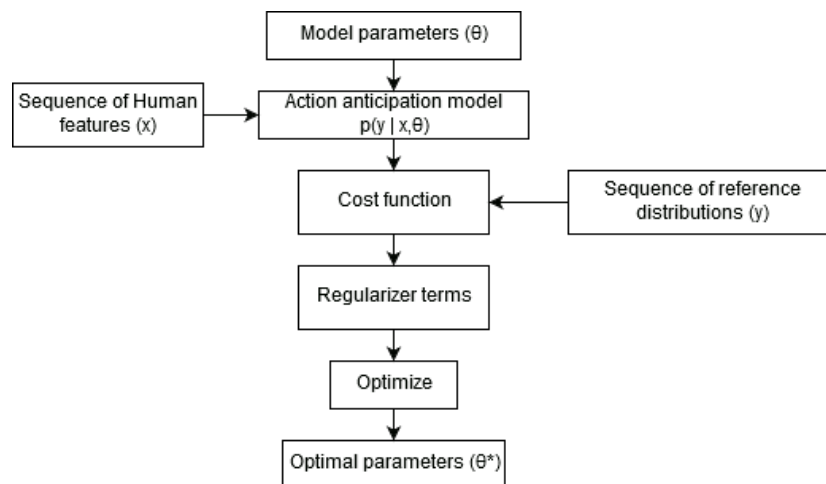 Model parameters (θ)
Sequence of Human
features (x)
Action anticipation model
p(y | x,θ)
Cost function
Sequence of reference
distributions (y)
Regularizer terms
Optimize
Optimal parameters (θ*)